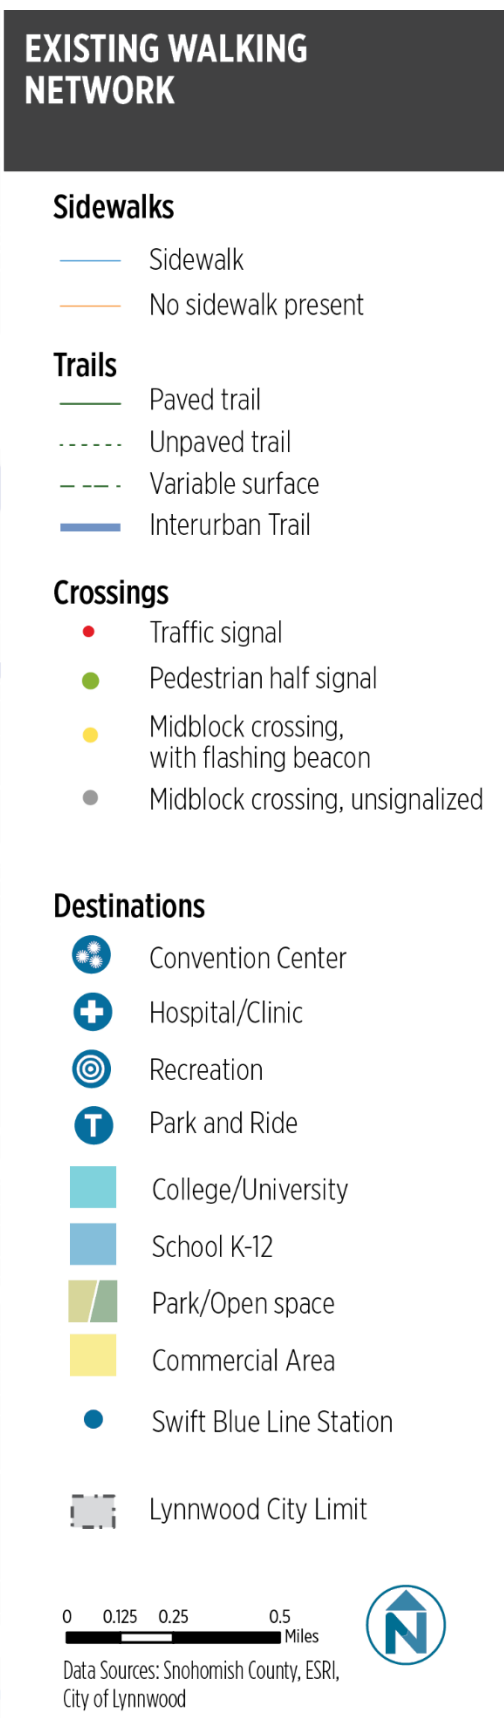 EXISTING WALKING
NETWORK
Sidewalks
Sidewalk
No sidewalk present
Trails
Paved trail
Unpaved trail
Variable surface
Interurban Trail
Crossings
Traffic signal
Pedestrian half signal
Midblock crossing,
with flashing beacon
Midblock crossing, unsignalized
Destinations
Convention Center
Hospital/Clinic
Recreation
T Park and Ride
College/University
School K-12
Park/Open space
Commercial Area
Swift Blue Line Station
Lynnwood City Limit
0 0.125 0.25 0.5
Miles
N
Data Sources: Snohomish County, ESRI,
City of Lynnwood